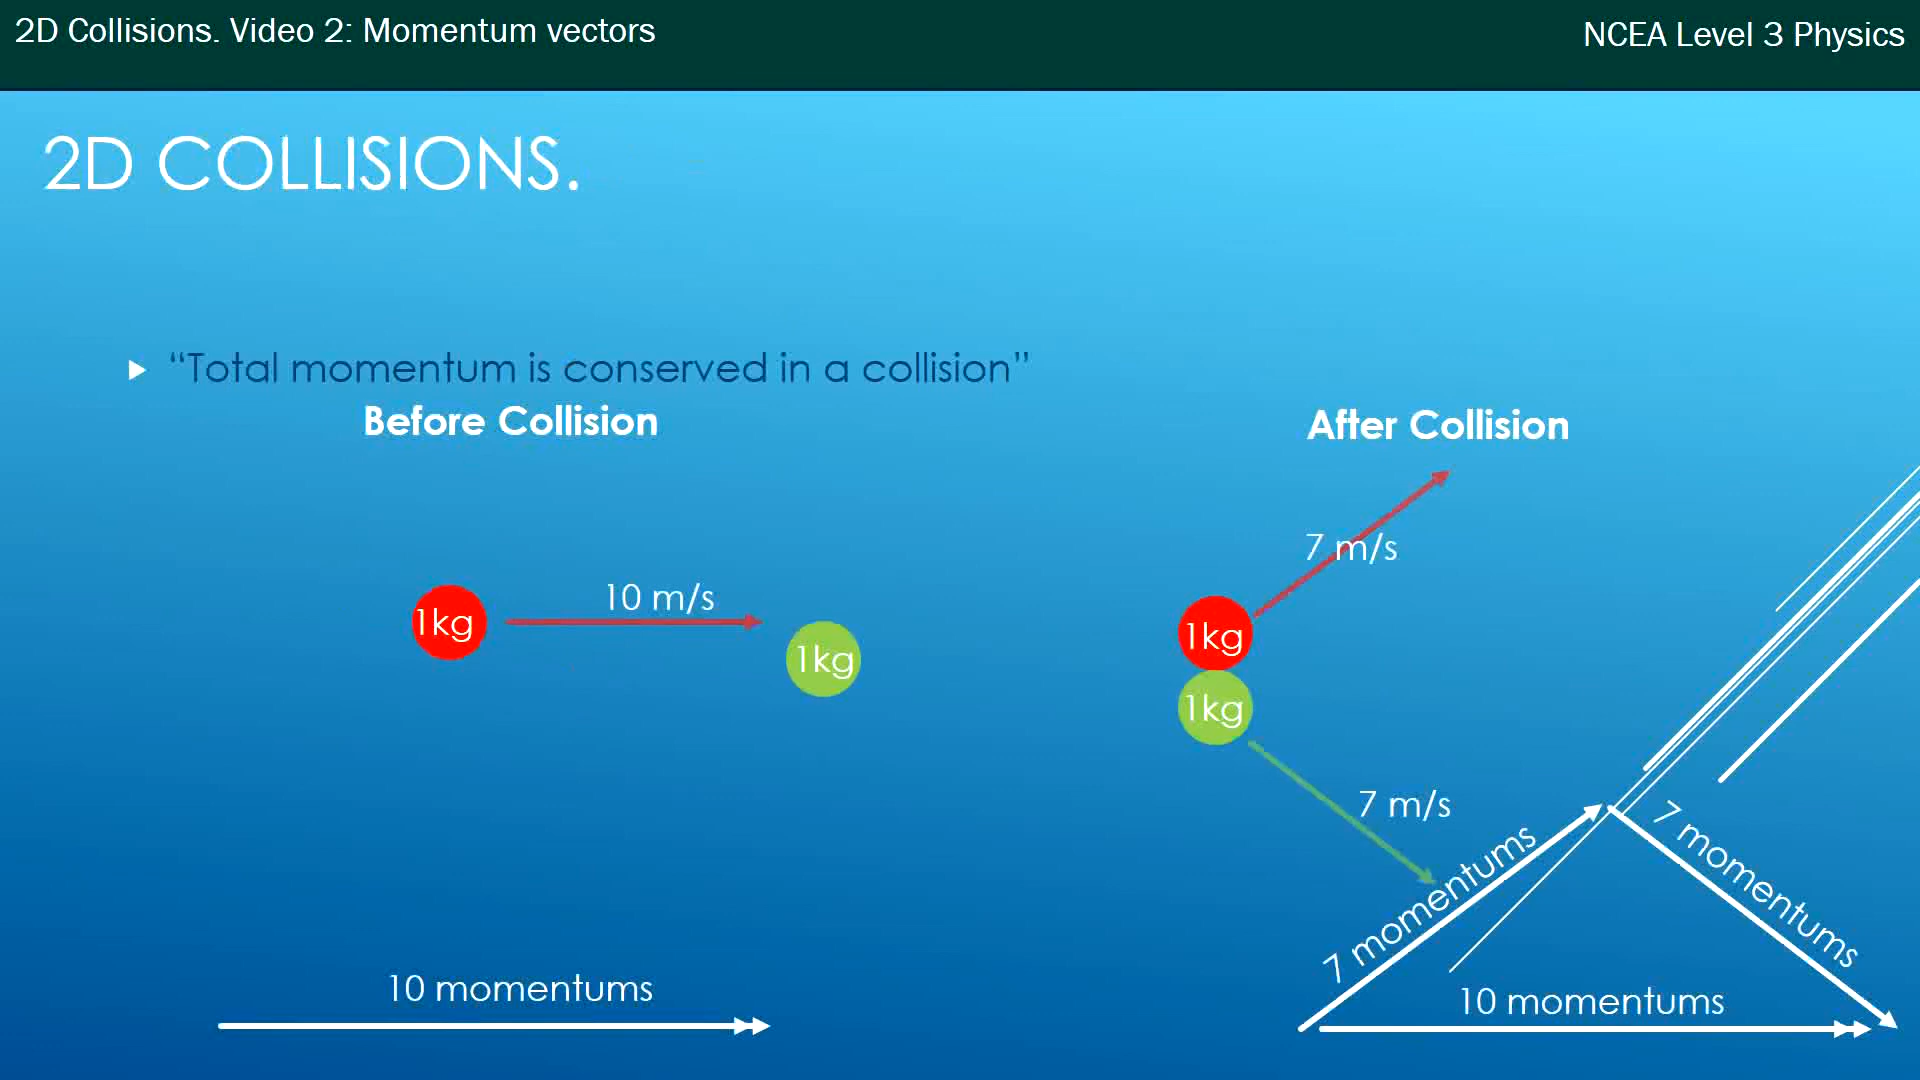 2D Collisions. Video 2: Momentum vectors
NCEA Level 3 Physics
2D COLLISIONS.
“Total momentum is conserved in a collision”
Before Collision
After Collision
7 m/s
10 m/s
1kg
1kg
1kg
1kg
7 m/s
7 momentums
7 momentums
10 momentums
10 momentums